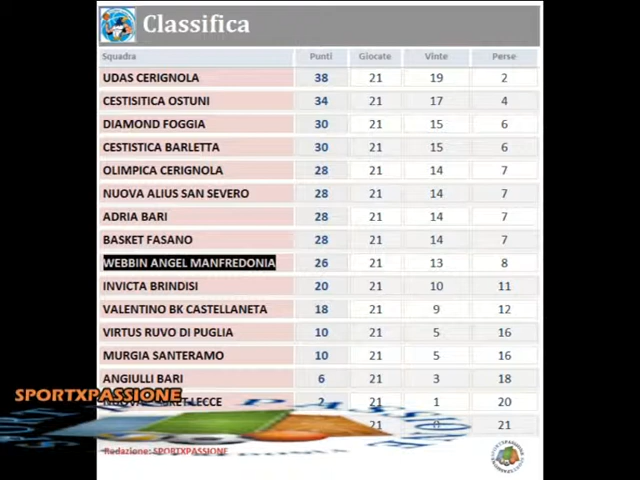 Classifica
Squadra Punti Giocate Vinte Perse
UDAS CERIGNOLA 38 21 19 2
CESTISITICA OSTUNI 34 21 17 4
DIAMOND FOGGIA 30 21 15 6
CESTISTICA BARLETTA 30 21 15 6
OLIMPICA CERIGNOLA 28 21 14 7
NUOVA ALIUS SAN SEVERO 28 21 14 7
ADRIA BARI 28 21 14 7
BASKET FASANO 28 21 14 7
WEBBIN ANGEL MANFREDONIA 26 21 13 8
INVICTA BRINDISI 20 21 10 11
VALENTINO BK CASTELLANETA 18 21 9 12
VIRTUS RUVO DI PUGLIA 10 21 5 16
MURGIA SANTERAMO 10 21 5 16
ANGIULLI BARI 6 21 3 18
SPORTXPASSIONE
LECCE 2 21 1 20
21 0 21
Redazione: SPORTXPASSIONE